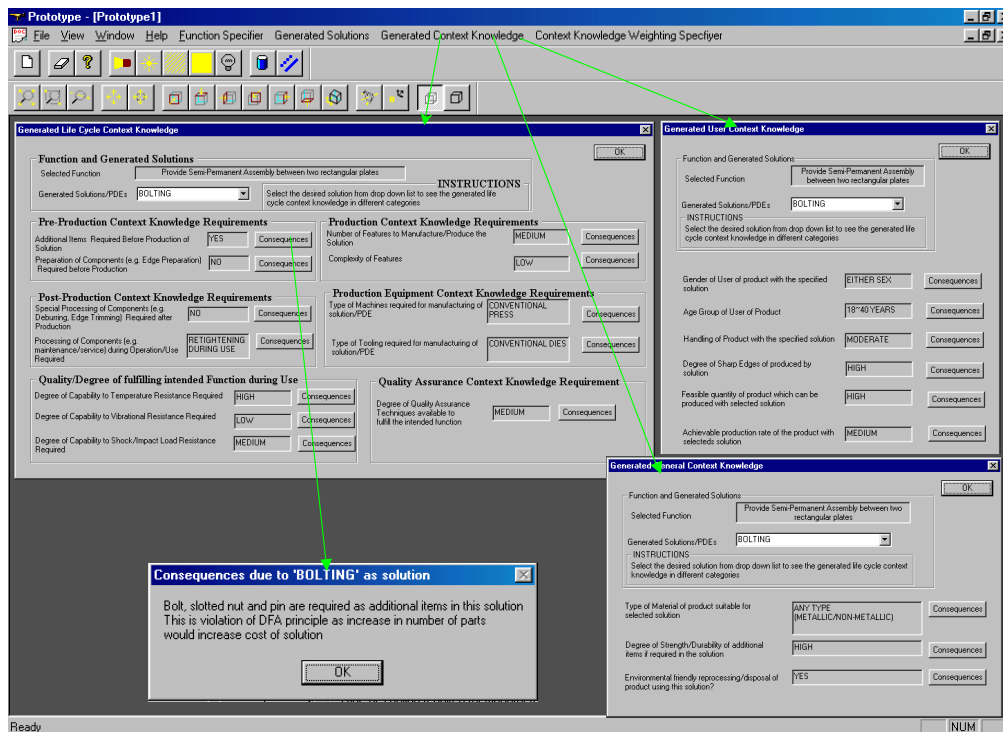 Prototype - [Prototype1]
DOC File View Window Help Function Specifier Generated Solutions Generated Context Knowledge Context Knowledge Weighting Specfiyer
Generated Life Cycle Context Knowledge
OK
Function and Generated Solutions
Selected Function
Provide Semi-Permanent Assembly between two rectangular plates
Generated Solutions/PDEs
BOLTING
INSTRUCTIONS
Select the desired solution from drop down list to see the generated life
cycle context knowledge in different categories
Pre-Production Context Knowledge Requirements
Additional Items Required Before Production of
Solution
YES
Consequences
Preparation of Components (e.g. Edge Preparation)
Required before Production
NO
Consequences
Production Context Knowledge Requirements
Number of Features to Manufacture/Produce the
Solution
MEDIUM
Consequences
Complexity of Features
LOW
Consequences
Post-Production Context Knowledge Requirements
Special Processing of Components (e.g.
Deburring, Edge Trimming) Required after
Production
NO
Consequences
Processing of Components (e.g.
maintenance/service) during Operation/Use
Required
RETIGHTENING
DURING USE
Consequences
Production Equipment Context Knowledge Requirements
Type of Machines required for manufacturing of
solution/PDE
CONVENTIONAL
PRESS
Consequences
Type of Tooling required for manufacturing of
solution/PDE
CONVENTIONAL DIES
Consequences
Quality/Degree of fulfilling intended Function during Use
Degree of Capability to Temperature Resistance Required
HIGH
Consequences
Degree of Capability to Vibrational Resistance Required
LOW
Consequences
Degree of Capability to Shock/Impact Load Resistance
Required
MEDIUM
Consequences
Quality Assurance Context Knowledge Requirement
Degree of Quality Assurance
Techniques available to
fulfill the intended function
MEDIUM
Consequences
Generated User Context Knowledge
OK
Function and Generated Solutions
Selected Function
Provide Semi-Permanent Assembly
between two rectangular plates
Generated Solutions/PDEs
BOLTING
INSTRUCTIONS
Select the desired solution from drop down list to see the generated life
cycle context knowledge in different categories
Gender of User of product with the specified
solution
EITHER SEX
Consequences
Age Group of User of Product
18~40 YEARS
Consequences
Handling of Product with the specified solution
MODERATE
Consequences
Degree of Sharp Edges of produced by
solution
HIGH
Consequences
Feasible quantity of product which can be
produced with selected solution
HIGH
Consequences
Achievable production rate of the product with
selecteds solution
MEDIUM
Consequences
Generated General Context Knowledge
OK
Function and Generated Solutions
Selected Function
Provide Semi-Permanent Assembly between two
rectangular plates
Generated Solutions/PDEs
BOLTING
INSTRUCTIONS
Select the desired solution from drop down list to see the generated life cycle context
knowledge in different categories
Type of Material of product suitable for
selected solution
ANY TYPE
(METALLIC/NON-METALLIC)
Consequences
Degree of Strength/Durability of additional
items if required in the solution
HIGH
Consequences
Environmental friendly reprocessing/disposal of
product using this solution?
YES
Consequences
Consequences due to 'BOLTING' as solution
Bolt, slotted nut and pin are required as additional items in this solution
This is violation of DFA principle as increase in number of parts
would increase cost of solution
OK
Ready
NUM